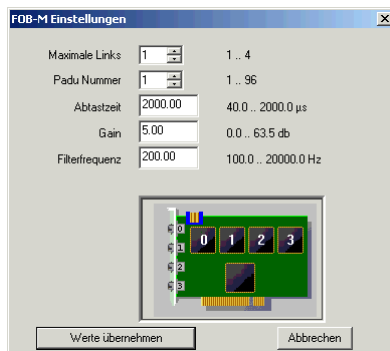 FOB-M Einstellungen
Maximale Links 1 1 .. 4
Padu Nummer 1 1 .. 96
Abtastzeit 2000.00 40.0 .. 2000.0 µs
Gain 5.00 0.0 .. 63.5 db
Filterfrequenz 200.00 100.0 .. 20000.0 Hz
0
1
2
3
0 1 2 3
Werte übernehmen Abbrechen